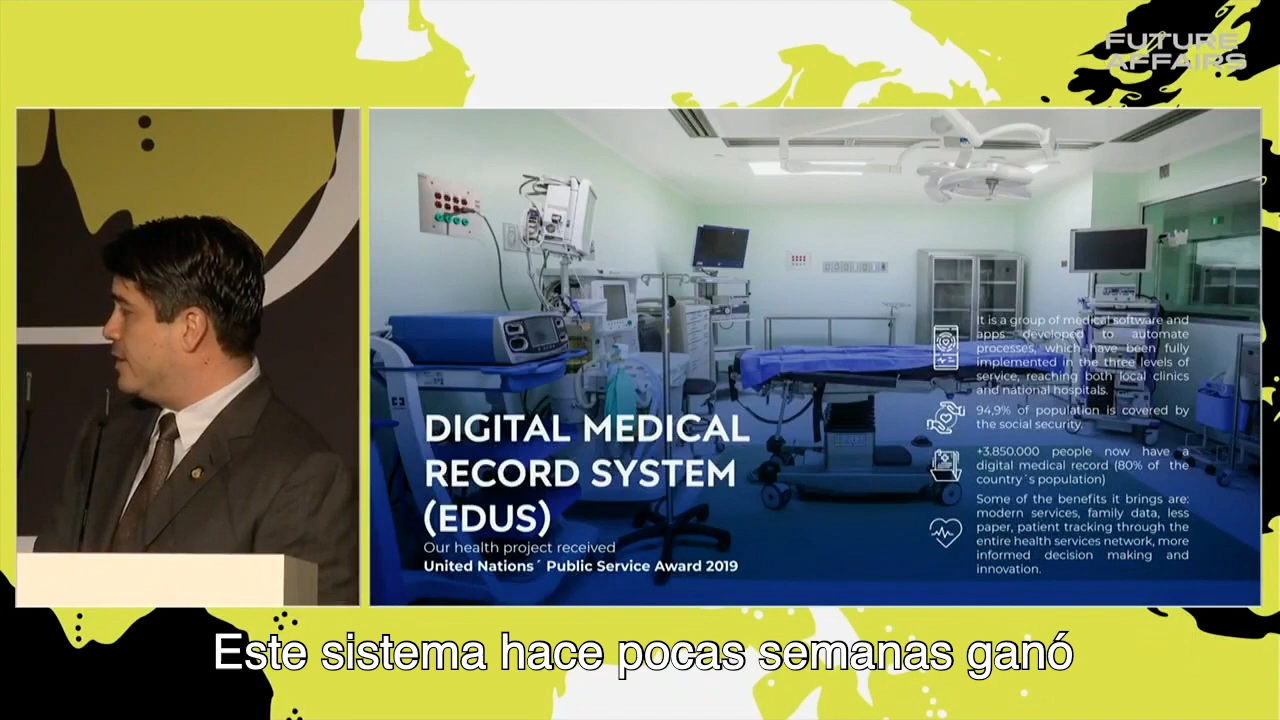 FUTURE
AFFAIRS
It is a group of medical software and
apps developed to automate
processes, which have been fully
implemented in the three levels of
service, reaching both local clinics
and national hospitals.
94,9% of population is covered by
the social security.
+3.850.000 people now have a
digital medical record (80% of the
country´s population)
Some of the benefits it brings are:
modern services, family data, less
paper, patient tracking through the
entire health services network, more
informed decision making and
innovation.
DIGITAL MEDICAL
RECORD SYSTEM
(EDUS)
Our health project received
United Nations´ Public Service Award 2019
Este sistema hace pocas semanas ganó